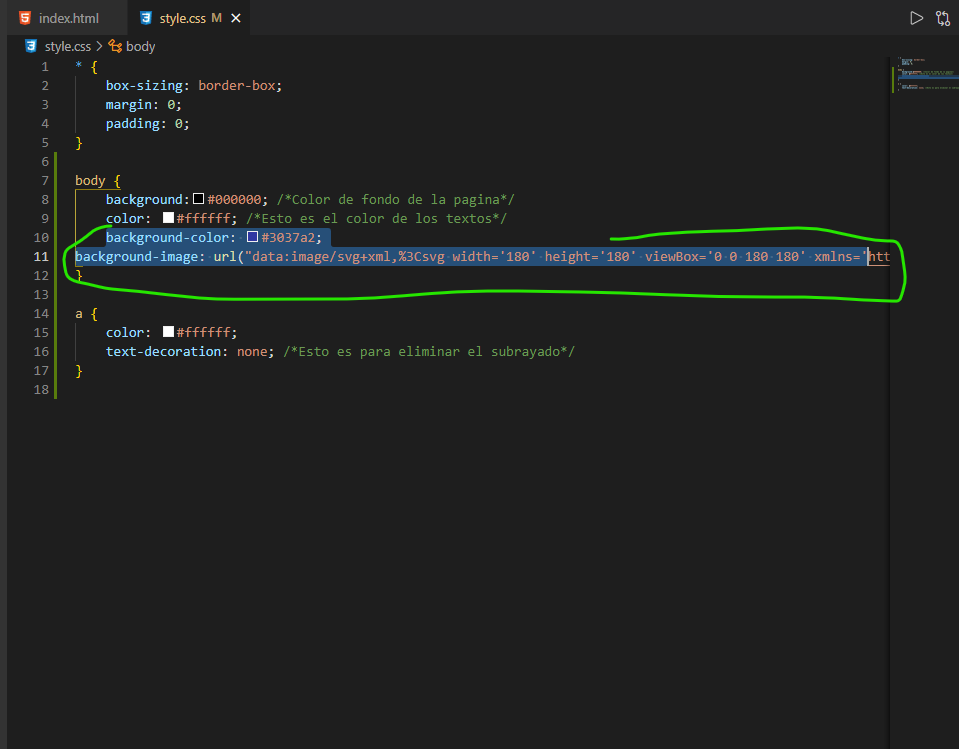 index.html
style.css M
style.css > body
1 * {
2 box-sizing: border-box;
3 margin: 0;
4 padding: 0;
5 }
6
7 body {
8 background: #000000; /*Color de fondo de la pagina*/
9 color: #ffffff; /*Esto es el color de los textos*/
10 background-color: #3037a2;
11 background-image: url("data:image/svg+xml,%3Csvg width='180' height='180' viewBox='0 0 180 180' xmlns='htt
12 }
13
14 a {
15 color: #ffffff;
16 text-decoration: none; /*Esto es para eliminar el subrayado*/
17 }
18